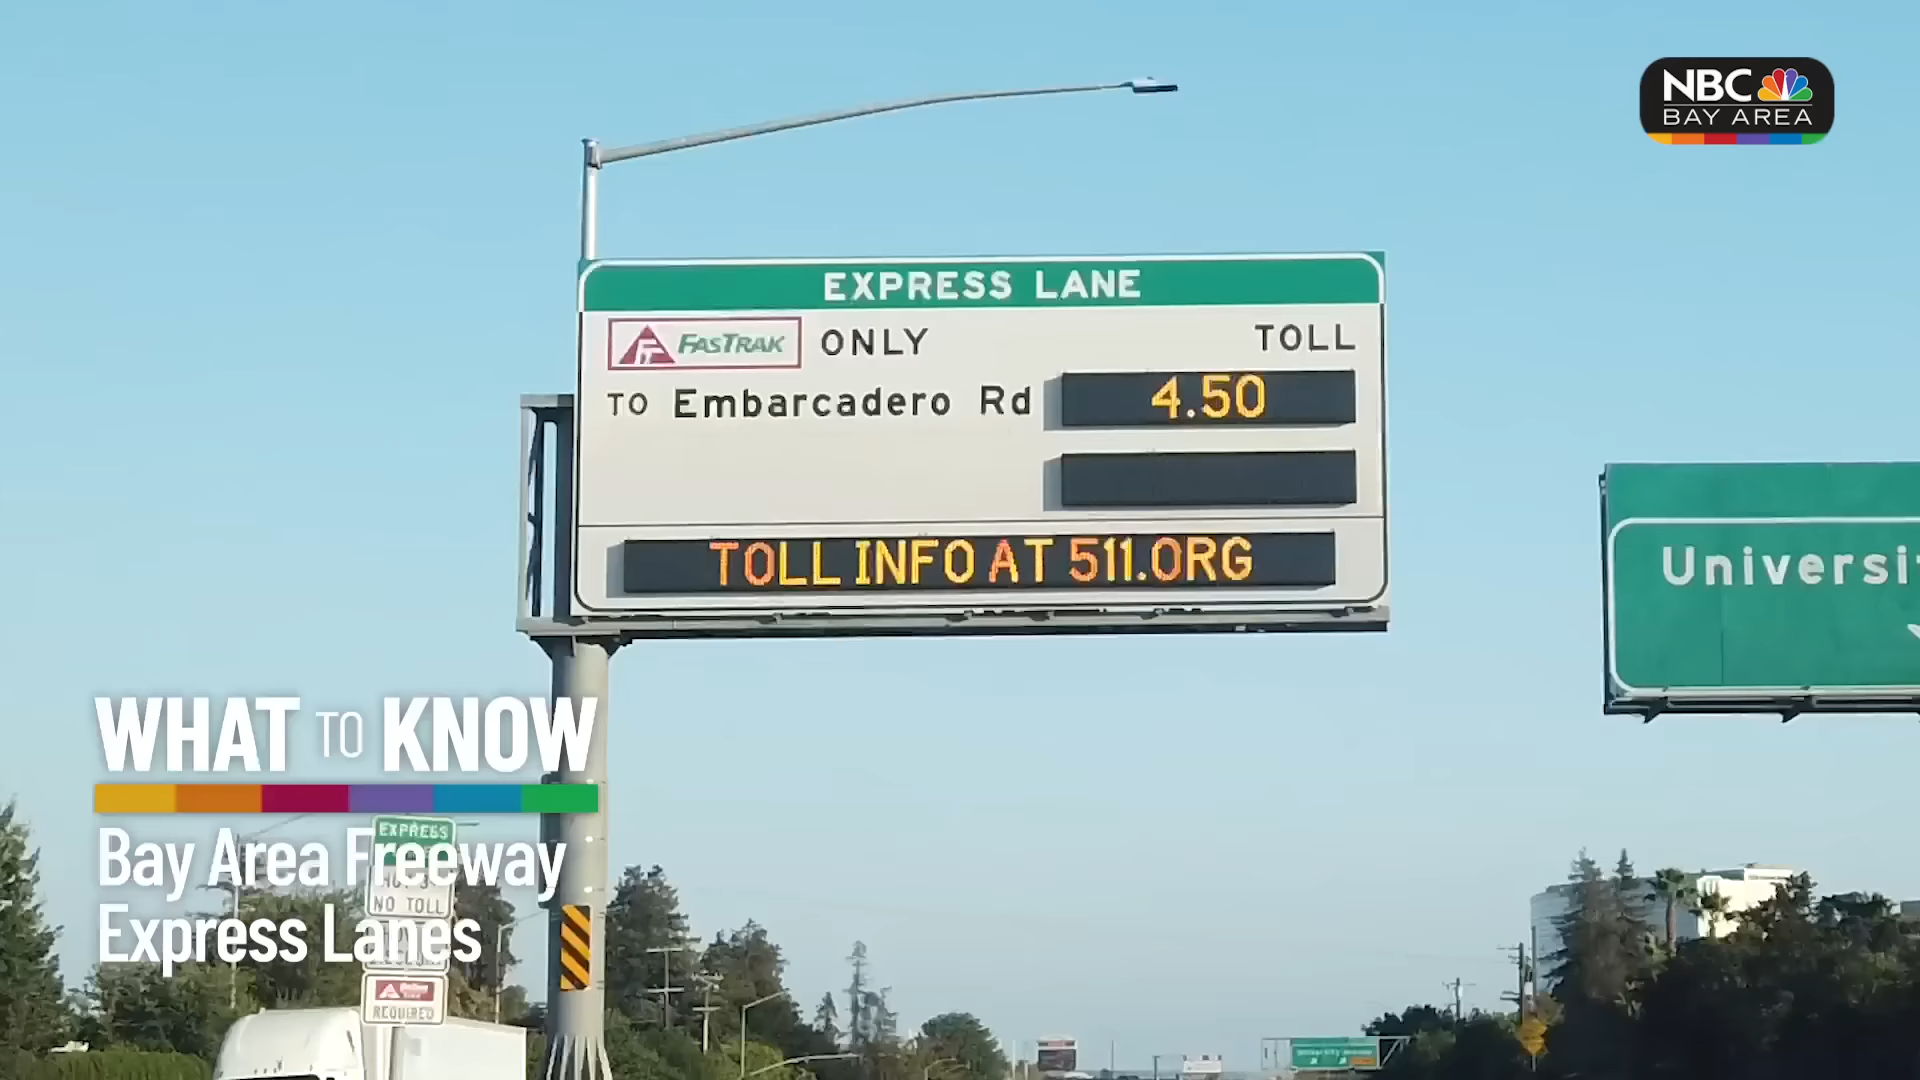 NBC
BAY AREA
EXPRESS LANE
FASTRAK ONLY TOLL
TO Embarcadero Rd 4.50
TOLL INFO AT 511.ORG
Universi
WHAT TO KNOW
Bay Area Freeway
Express Lanes
EXPRESS
NO TOLL
REQUIRED